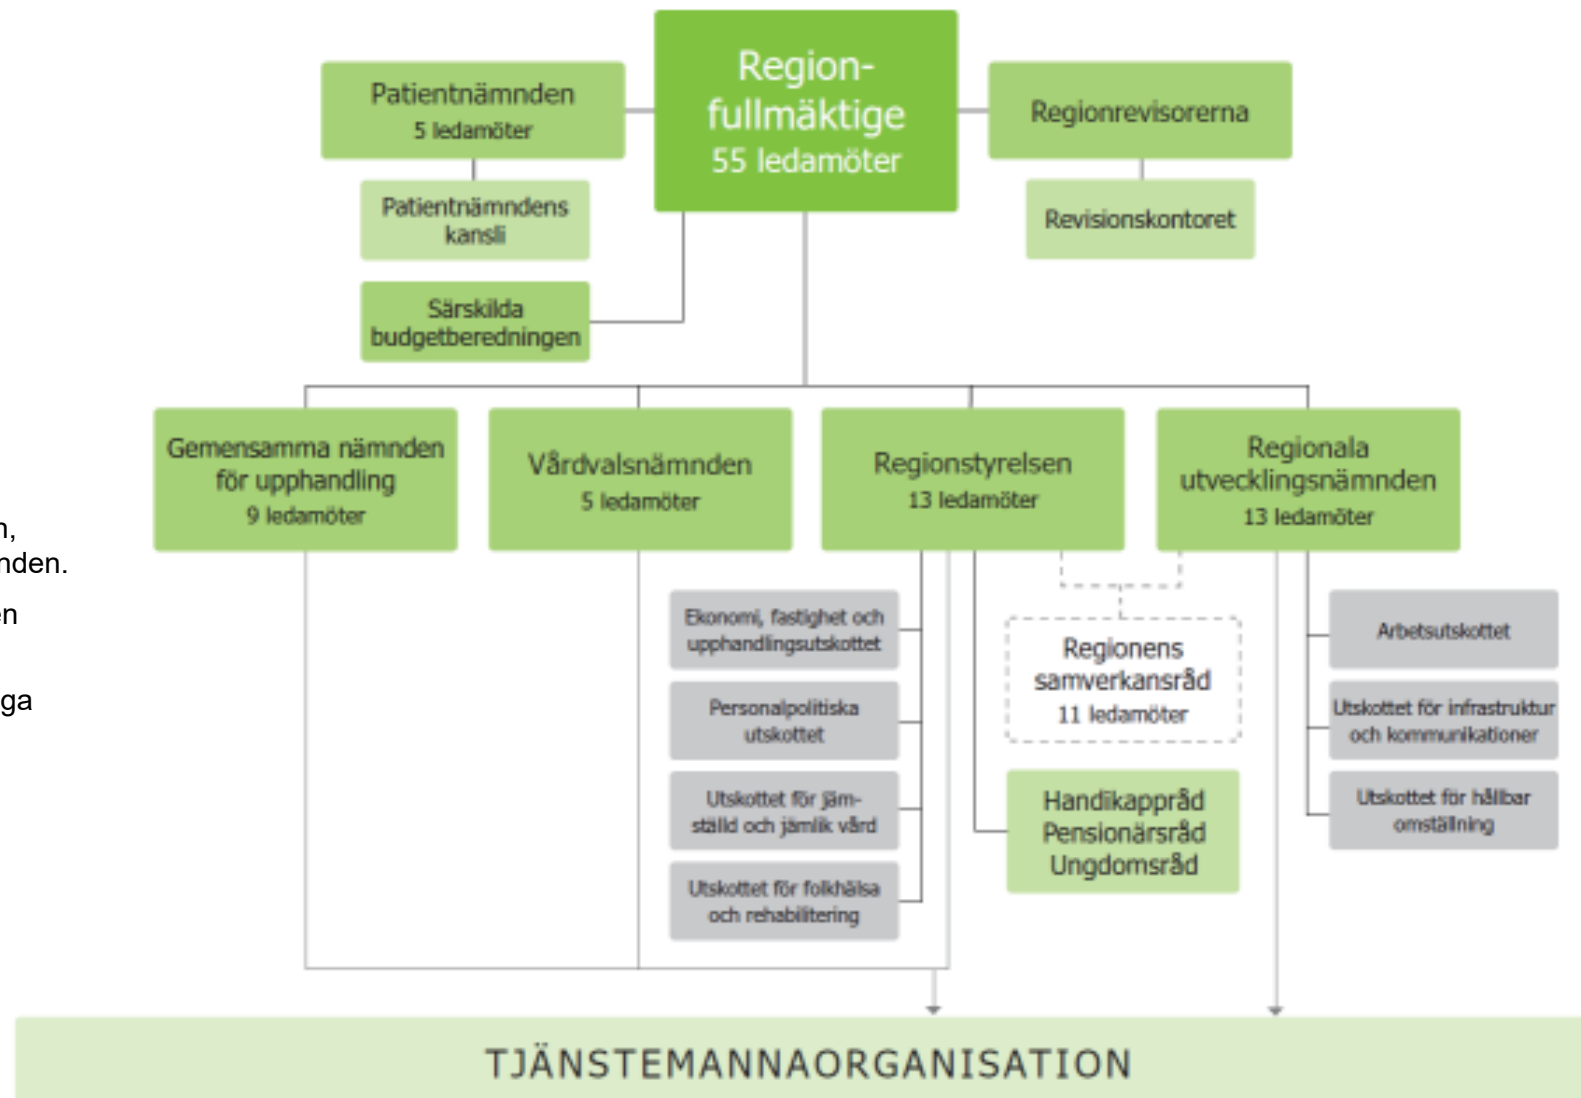 Region-
fullmäktige
55 ledamöter
Patientnämnden
5 ledamöter
Regionrevisorerna
Patientnämndens
kansli
Revisionskontoret
Särskilda
budgetberedningen
Gemensamma nämnden
för upphandling
9 ledamöter
Vårdvalsnämnden
5 ledamöter
Regionstyrelsen
13 ledamöter
Regionala
utvecklingsnämnden
13 ledamöter
n,
nden.
en
ga
Ekonomi, fastighet och
upphandlingsutskottet
Personalpolitiska
utskottet
Utskottet för jäm-
ställd och jämlik vård
Utskottet för folkhälsa
och rehabilitering
Regionens
samverkansråd
11 ledamöter
Handikappråd
Pensionärsråd
Ungdomsråd
Arbetsutskottet
Utskottet för infrastruktur
och kommunikationer
Utskottet för hållbar
omställning
TJÄNSTEMANNAORGANISATION